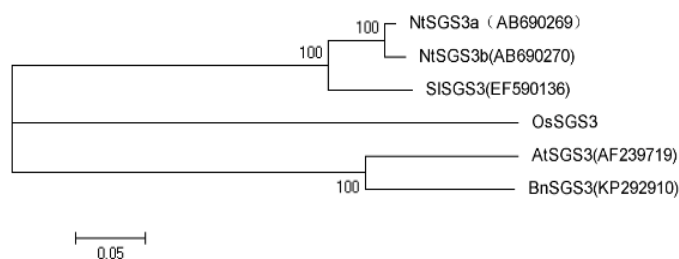 100
NtSGS3a（AB690269）
100
NtSGS3b(AB690270)
SlSGS3(EF590136)
OsSGS3
AtSGS3(AF239719)
100
BnSGS3(KP292910)
0.05